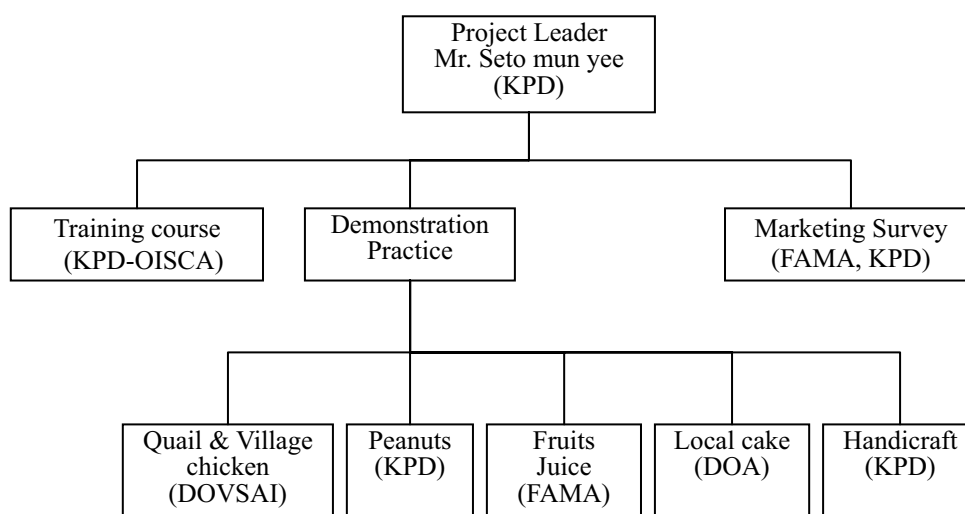 Project Leader
Mr. Seto mun yee
(KPD)
Training course
(KPD-OISCA)
Demonstration
Practice
Marketing Survey
(FAMA, KPD)
Quail & Village
chicken
(DOVSAI)
Peanuts
(KPD)
Fruits
Juice
(FAMA)
Local cake
(DOA)
Handicraft
(KPD)